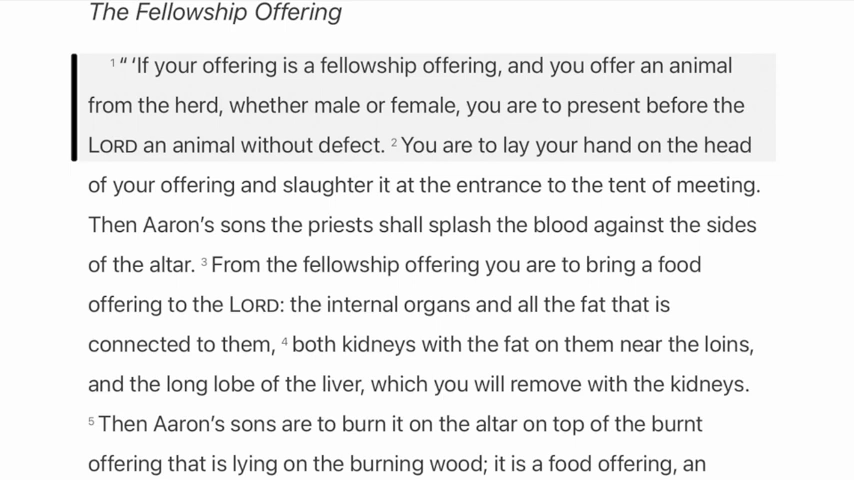 The Fellowship Offering
1 “ ‘If your offering is a fellowship offering, and you offer an animal
from the herd, whether male or female, you are to present before the
LORD an animal without defect. 2 You are to lay your hand on the head
of your offering and slaughter it at the entrance to the tent of meeting.
Then Aaron’s sons the priests shall splash the blood against the sides
of the altar. 3 From the fellowship offering you are to bring a food
offering to the LORD: the internal organs and all the fat that is
connected to them, 4 both kidneys with the fat on them near the loins,
and the long lobe of the liver, which you will remove with the kidneys.
5 Then Aaron’s sons are to burn it on the altar on top of the burnt
offering that is lying on the burning wood; it is a food offering, an